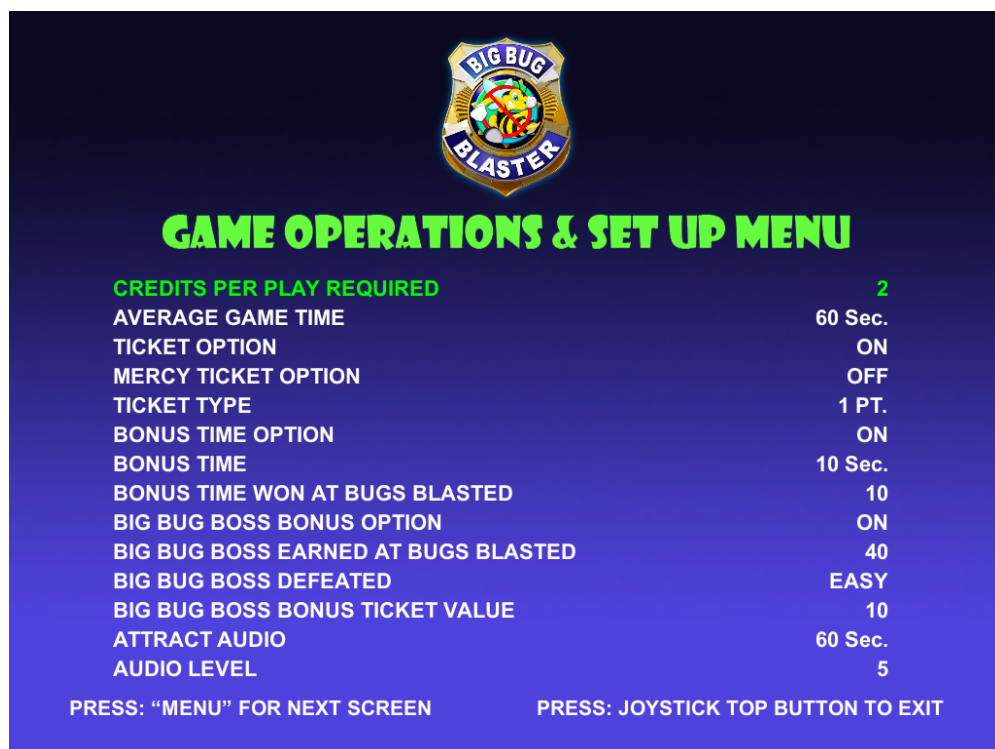 BIG BUG
BLASTER
GAME OPERATIONS & SET UP MENU
CREDITS PER PLAY REQUIRED 2
AVERAGE GAME TIME 60 Sec.
TICKET OPTION ON
MERCY TICKET OPTION OFF
TICKET TYPE 1 PT.
BONUS TIME OPTION ON
BONUS TIME 10 Sec.
BONUS TIME WON AT BUGS BLASTED 10
BIG BUG BOSS BONUS OPTION ON
BIG BUG BOSS EARNED AT BUGS BLASTED 40
BIG BUG BOSS DEFEATED EASY
BIG BUG BOSS BONUS TICKET VALUE 10
ATTRACT AUDIO 60 Sec.
AUDIO LEVEL 5
PRESS: “MENU” FOR NEXT SCREEN PRESS: JOYSTICK TOP BUTTON TO EXIT